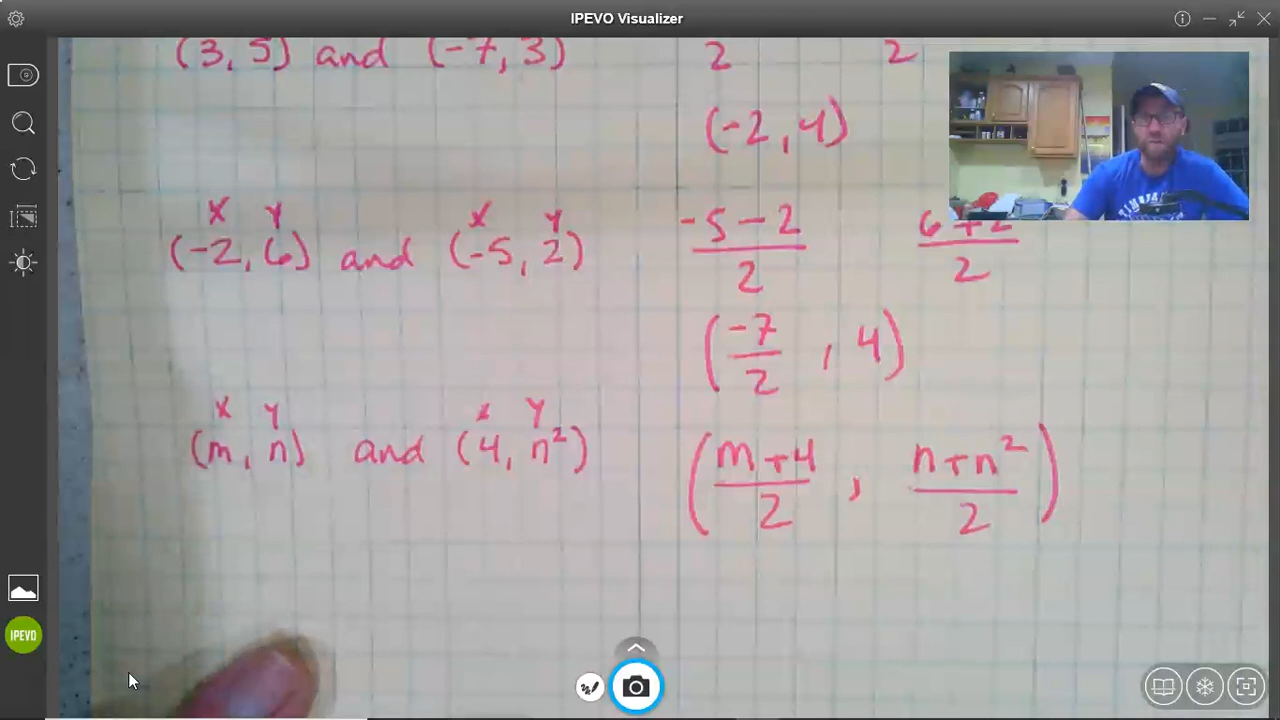 IPEVO Visualizer
(3, 5) and (-7, 3) 2 2
(-2, 4)
x y x y
(-2, 6) and (-5, 2) -5-2 6+2
2 2
(-7/2, 4)
x y x y
(m, n) and (4, n²) (m+4/2, n+n²/2)
IPEVO